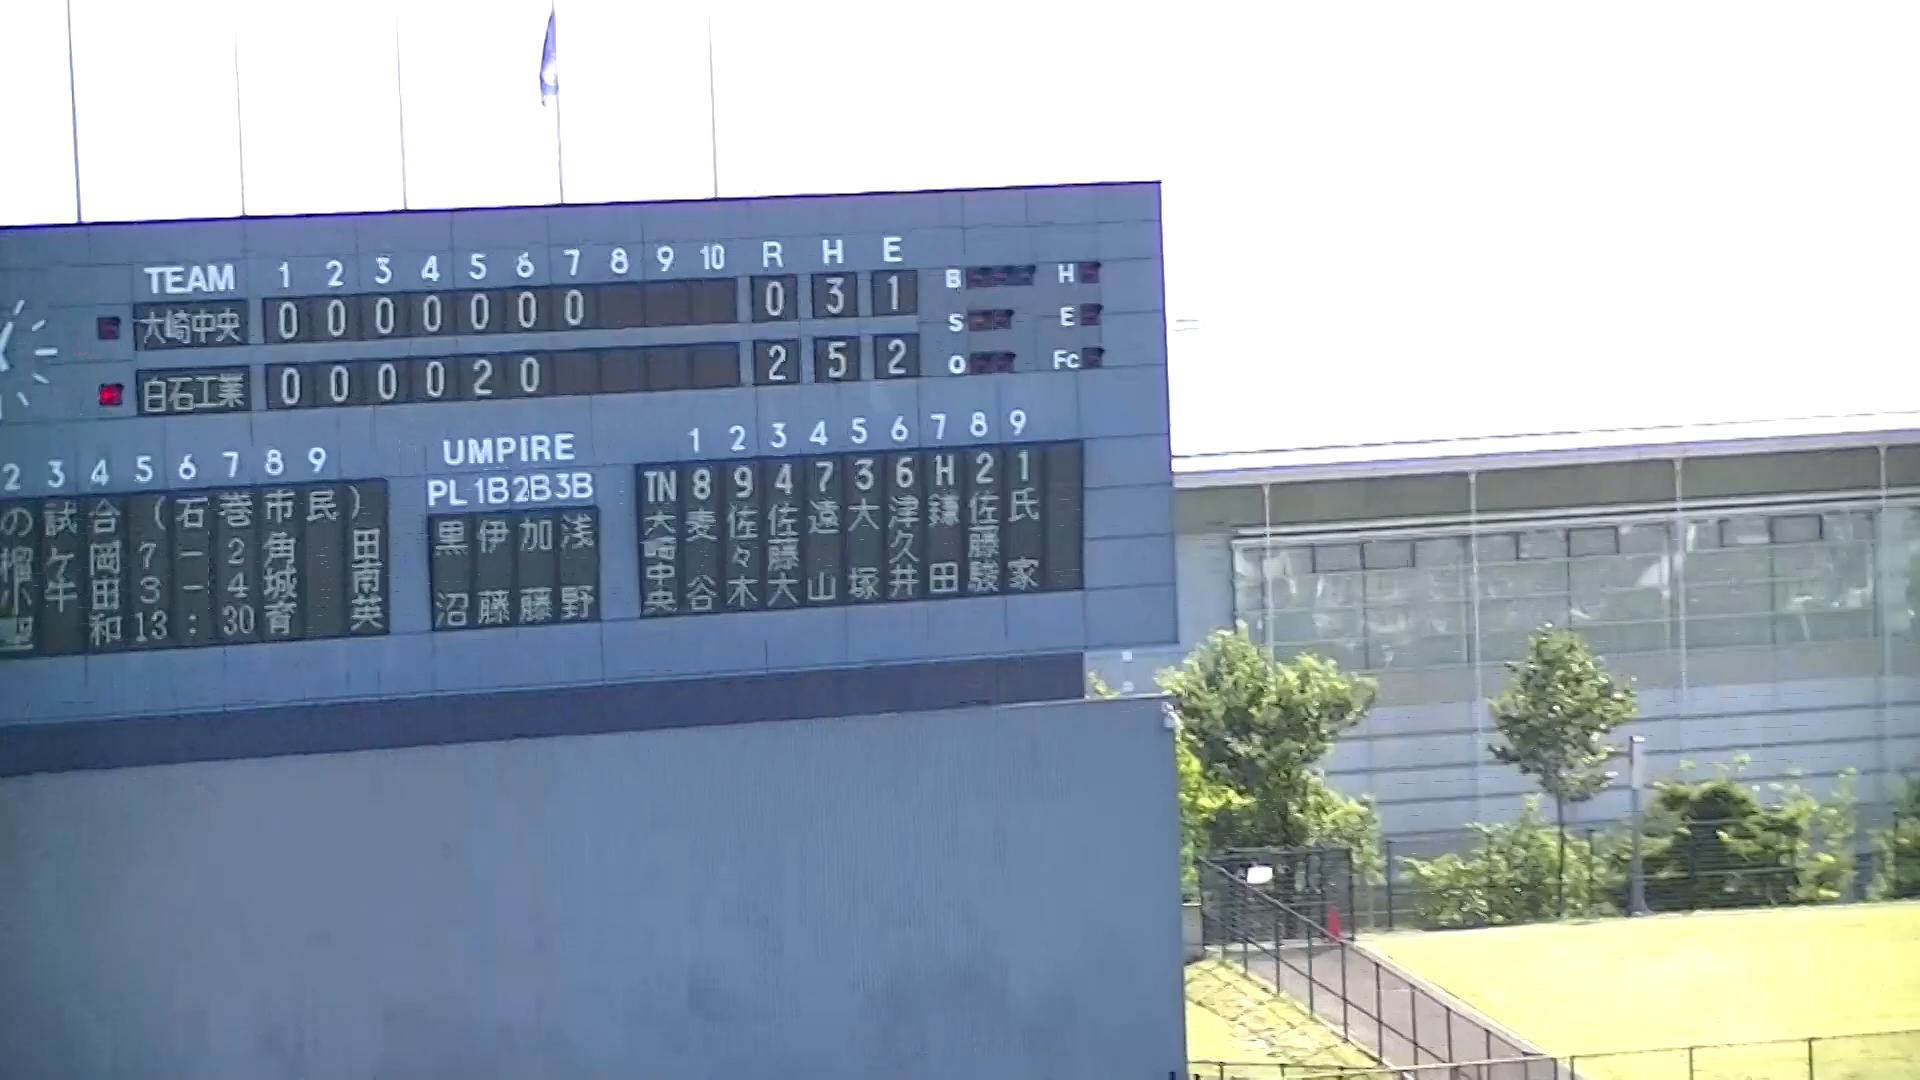 TEAM 1 2 3 4 5 6 7 8 9 10 R H E
大崎中央 0 0 0 0 0 0 0 0 3 1
白石工業 0 0 0 0 2 0 2 5 2
B H
S E
O Fc
2 3 4 5 6 7 8 9
の試合(石巻市民)
榴ケ岡 7 - 2 角田
小牛田 3 - 4 城南
和 13 : 30 育英
UMPIRE
PL 1B 2B 3B
黒沼
伊藤
加藤
浅野
1 2 3 4 5 6 7 8 9
TN 8 9 4 7 3 6 H 2 1
大崎中央
麦谷
佐々木
佐藤大
遠山
大塚
津久井
鎌田
佐藤駿
氏家